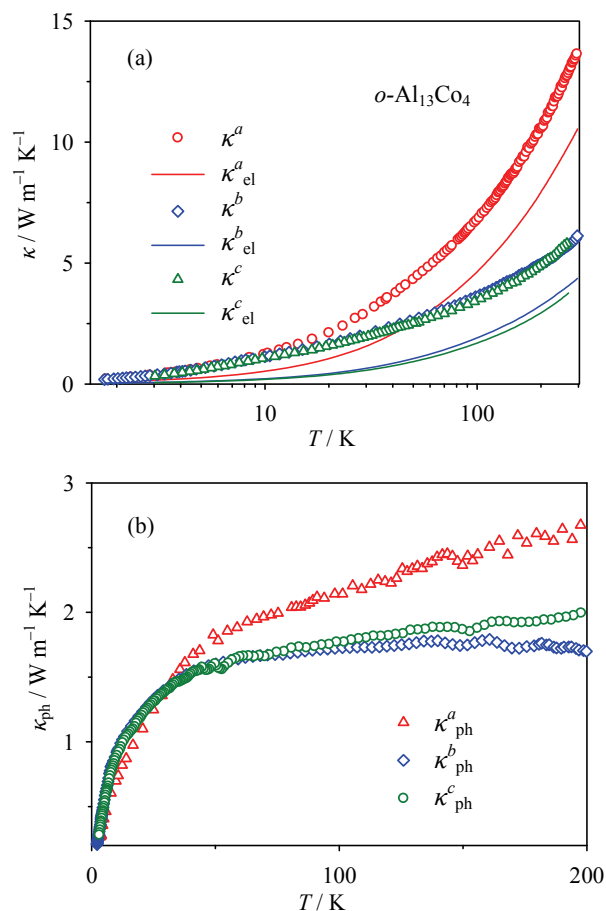 15
(a)
o-Al₁₃Co₄
10
κᵃ
κᵃₑₗ
κᵇ
κᵇₑₗ
κᶜ
κᶜₑₗ
5
0
κ / W m⁻¹ K⁻¹
10
100
T / K
3
(b)
2
1
κₚₕ / W m⁻¹ K⁻¹
κᵃₚₕ
κᵇₚₕ
κᶜₚₕ
0
100
200
T / K